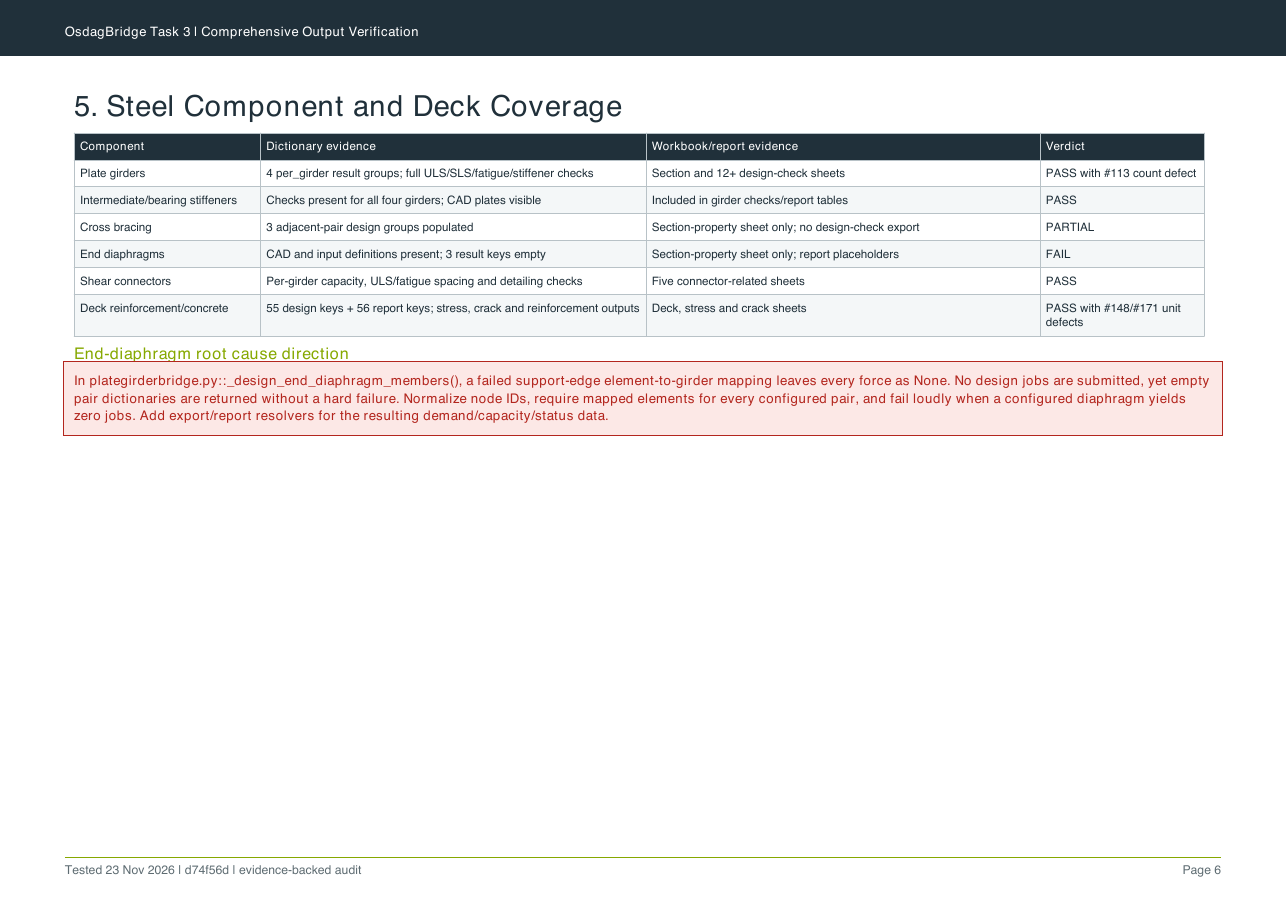 OsdagBridge Task 3 | Comprehensive Output Verification
5. Steel Component and Deck Coverage
Component Dictionary evidence Workbook/report evidence Verdict
Plate girders 4 per_girder result groups; full ULS/SLS/fatigue/stiffener checks Section and 12+ design-check sheets PASS with #113 count defect
Intermediate/bearing stiffeners Checks present for all four girders; CAD plates visible Included in girder checks/report tables PASS
Cross bracing 3 adjacent-pair design groups populated Section-property sheet only; no design-check export PARTIAL
End diaphragms CAD and input definitions present; 3 result keys empty Section-property sheet only; report placeholders FAIL
Shear connectors Per-girder capacity, ULS/fatigue spacing and detailing checks Five connector-related sheets PASS
Deck reinforcement/concrete 55 design keys + 56 report keys; stress, crack and reinforcement outputs Deck, stress and crack sheets PASS with #148/#171 unit
defects
End-diaphragm root cause direction
In plategirderbridge.py::_design_end_diaphragm_members(), a failed support-edge element-to-girder mapping leaves every force as None. No design jobs are submitted, yet empty
pair dictionaries are returned without a hard failure. Normalize node IDs, require mapped elements for every configured pair, and fail loudly when a configured diaphragm yields
zero jobs. Add export/report resolvers for the resulting demand/capacity/status data.
Tested 23 Nov 2026 | d74f56d | evidence-backed audit
Page 6